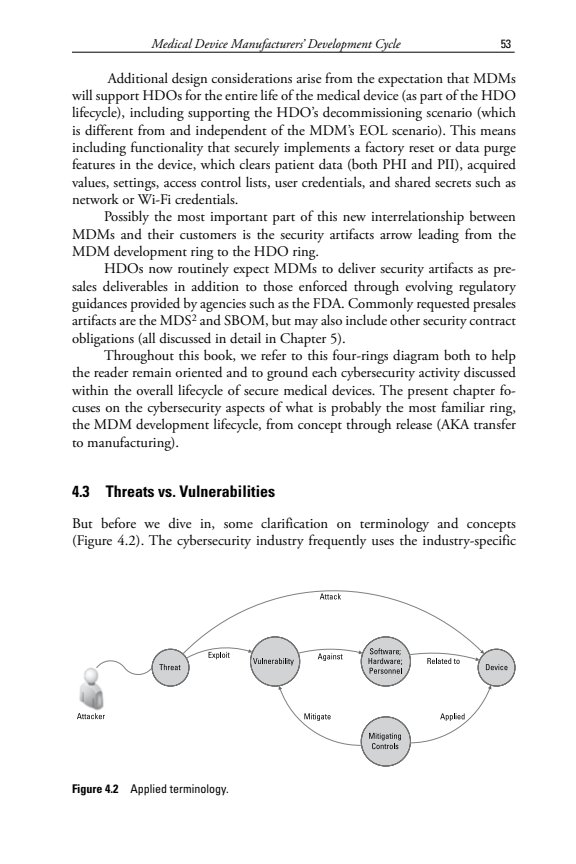 Medical Device Manufacturers’ Development Cycle 53
Additional design considerations arise from the expectation that MDMs
will support HDOs for the entire life of the medical device (as part of the HDO
lifecycle), including supporting the HDO’s decommissioning scenario (which
is different from and independent of the MDM’s EOL scenario). This means
including functionality that securely implements a factory reset or data purge
features in the device, which clears patient data (both PHI and PII), acquired
values, settings, access control lists, user credentials, and shared secrets such as
network or Wi-Fi credentials.
Possibly the most important part of this new interrelationship between
MDMs and their customers is the security artifacts arrow leading from the
MDM development ring to the HDO ring.
HDOs now routinely expect MDMs to deliver security artifacts as pre-
sales deliverables in addition to those enforced through evolving regulatory
guidances provided by agencies such as the FDA. Commonly requested presales
artifacts are the MDS² and SBOM, but may also include other security contract
obligations (all discussed in detail in Chapter 5).
Throughout this book, we refer to this four-rings diagram both to help
the reader remain oriented and to ground each cybersecurity activity discussed
within the overall lifecycle of secure medical devices. The present chapter fo-
cuses on the cybersecurity aspects of what is probably the most familiar ring,
the MDM development lifecycle, from concept through release (AKA transfer
to manufacturing).
4.3 Threats vs. Vulnerabilities
But before we dive in, some clarification on terminology and concepts
(Figure 4.2). The cybersecurity industry frequently uses the industry-specific
Attack
Exploit
Against
Related to
Threat
Vulnerability
Software;
Hardware;
Personnel
Device
Attacker
Mitigate
Applied
Mitigating
Controls
Figure 4.2 Applied terminology.